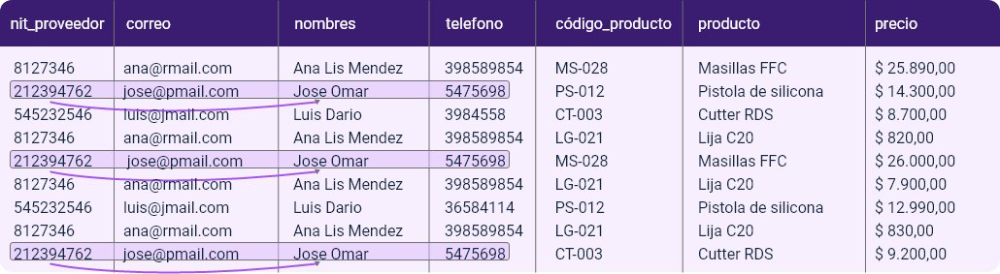 nit_proveedor correo nombres telefono código_producto producto precio
8127346 ana@rmail.com Ana Lis Mendez 398589854 MS-028 Masillas FFC $ 25.890,00
212394762 jose@pmail.com Jose Omar 5475698 PS-012 Pistola de silicona $ 14.300,00
545232546 luis@jmail.com Luis Dario 3984558 CT-003 Cutter RDS $ 8.700,00
8127346 ana@rmail.com Ana Lis Mendez 398589854 LG-021 Lija C20 $ 820,00
212394762 jose@pmail.com Jose Omar 5475698 MS-028 Masillas FFC $ 26.000,00
8127346 ana@rmail.com Ana Lis Mendez 398589854 LG-021 Lija C20 $ 7.900,00
545232546 luis@jmail.com Luis Dario 36584114 PS-012 Pistola de silicona $ 12.990,00
8127346 ana@rmail.com Ana Lis Mendez 398589854 LG-021 Lija C20 $ 830,00
212394762 jose@pmail.com Jose Omar 5475698 CT-003 Cutter RDS $ 9.200,00